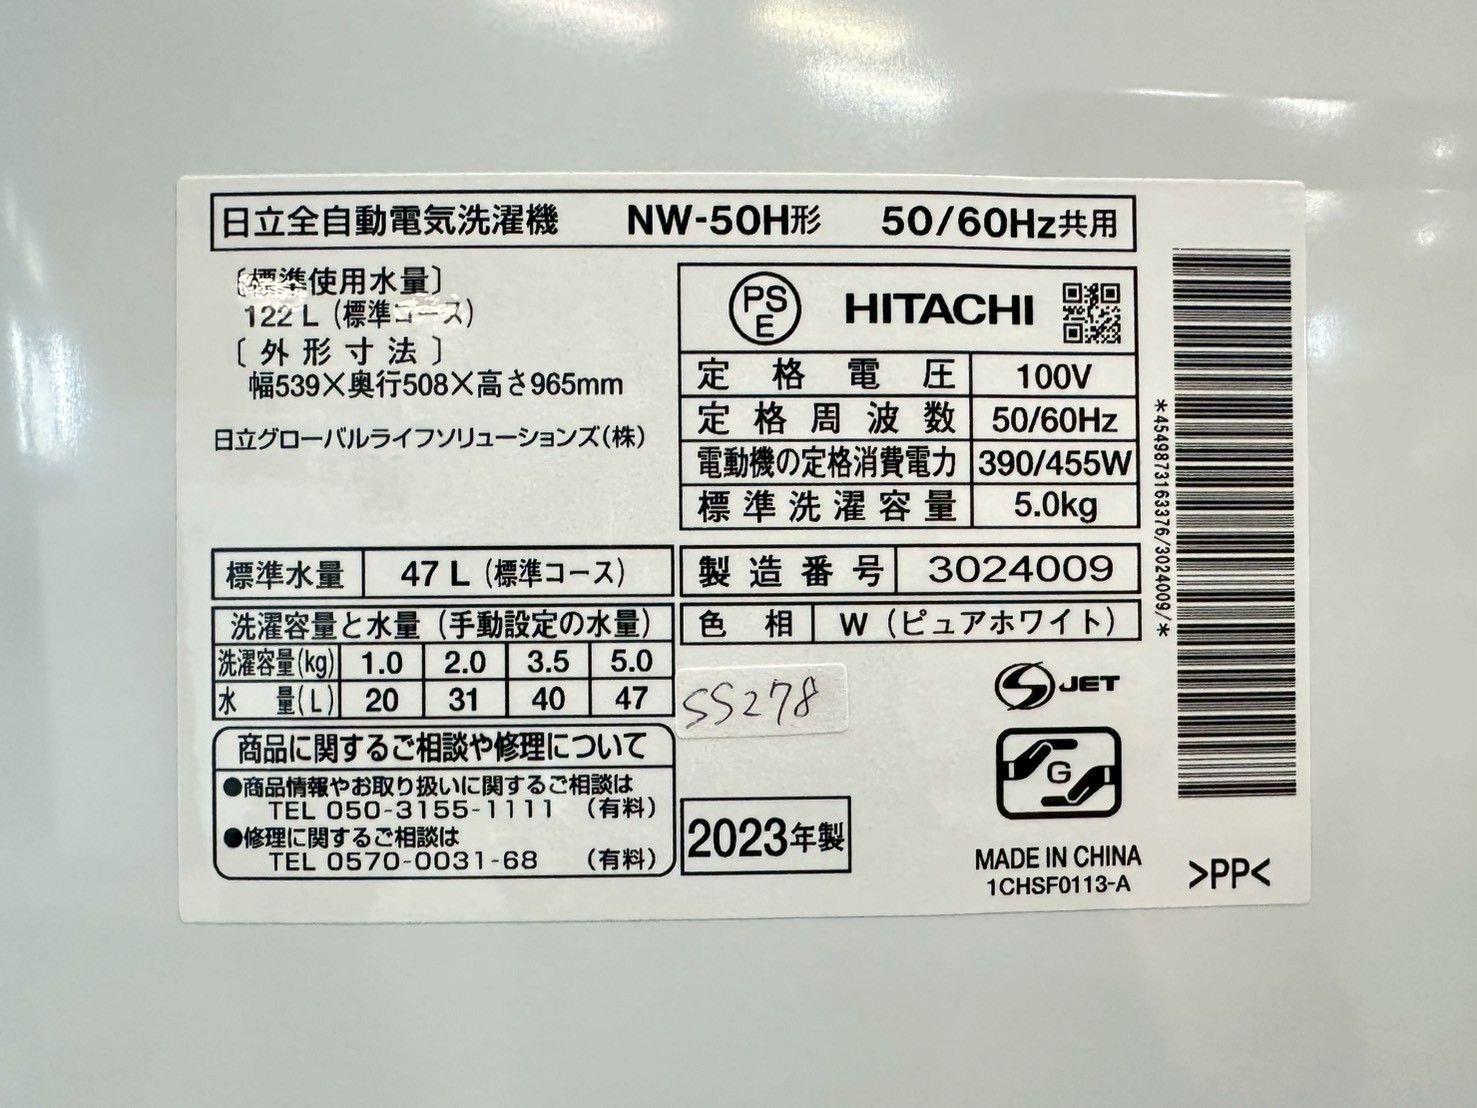 日立全自動電気洗濯機 NW-50H形 50/60Hz共用
〔標準使用水量〕
122L（標準コース）
〔外形寸法〕
幅539×奥行508×高さ965mm
日立グローバルライフソリューションズ(株)
PSE HITACHI
定格電圧 100V
定格周波数 50/60Hz
電動機の定格消費電力 390/455W
標準洗濯容量 5.0kg
標準水量 47L（標準コース）
製造番号 3024009
色相 W（ピュアホワイト）
洗濯容量と水量（手動設定の水量）
洗濯容量(kg) 1.0 2.0 3.5 5.0
水量(L) 20 31 40 47
商品に関するご相談や修理について
●商品情報やお取り扱いに関するご相談は
TEL 050-3155-1111 （有料）
●修理に関するご相談は
TEL 0570-0031-68 （有料）
SS278
2023年製
S JET
G
MADE IN CHINA
1CHSF0113-A
*4549873163376/3024009/*
>PP<